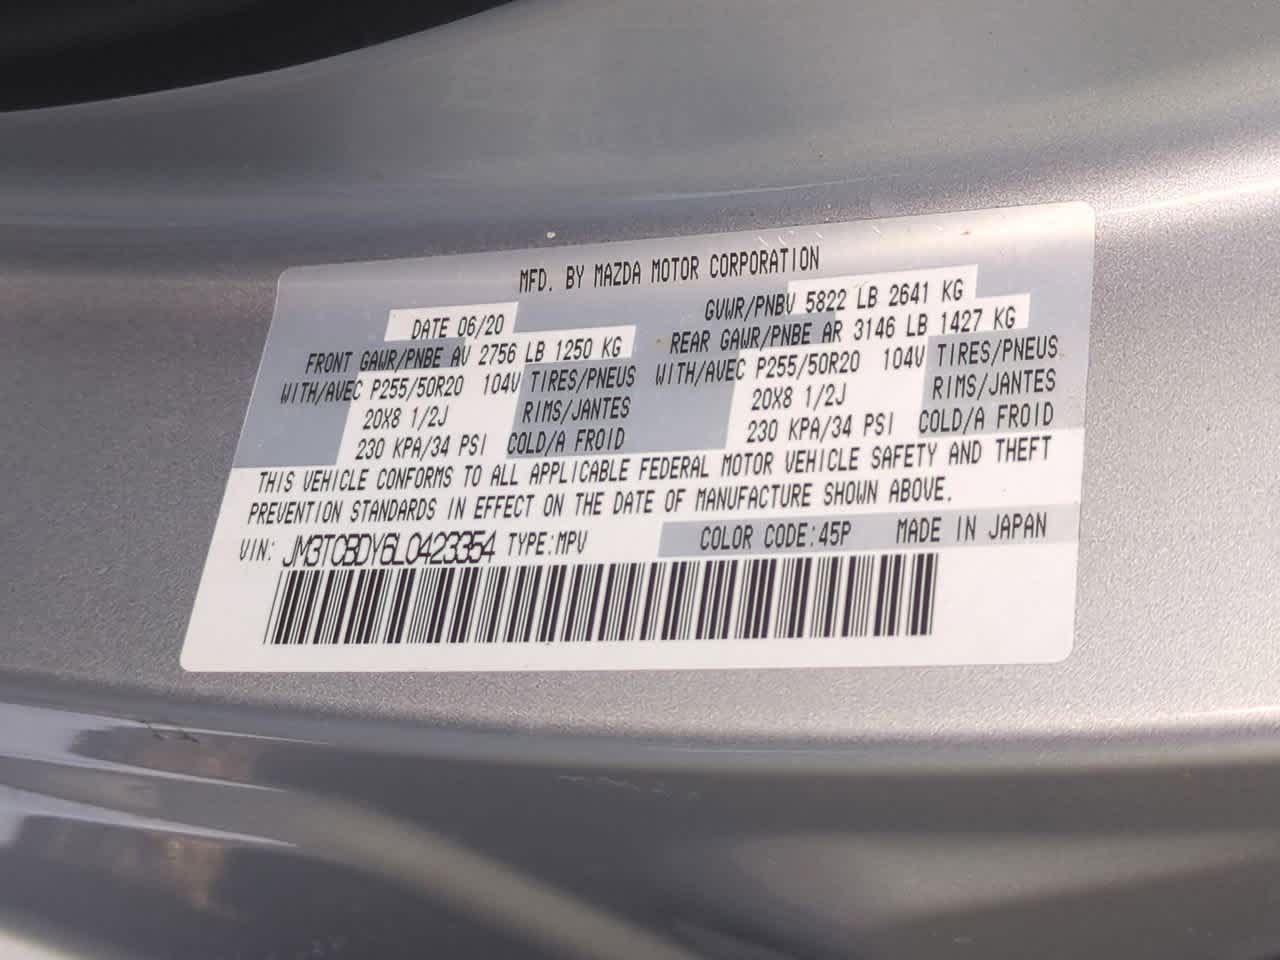 MFD. BY MAZDA MOTOR CORPORATION
DATE 06/20 GVWR/PNBV 5822 LB 2641 KG
FRONT GAWR/PNBE AV 2756 LB 1250 KG REAR GAWR/PNBE AR 3146 LB 1427 KG
WITH/AVEC P255/50R20 104V TIRES/PNEUS WITH/AVEC P255/50R20 104V TIRES/PNEUS
20X8 1/2J RIMS/JANTES 20X8 1/2J RIMS/JANTES
230 KPA/34 PSI COLD/A FROID 230 KPA/34 PSI COLD/A FROID
THIS VEHICLE CONFORMS TO ALL APPLICABLE FEDERAL MOTOR VEHICLE SAFETY AND THEFT
PREVENTION STANDARDS IN EFFECT ON THE DATE OF MANUFACTURE SHOWN ABOVE.
VIN: JM3TCBDY6L0423354 TYPE:MPV COLOR CODE:45P MADE IN JAPAN